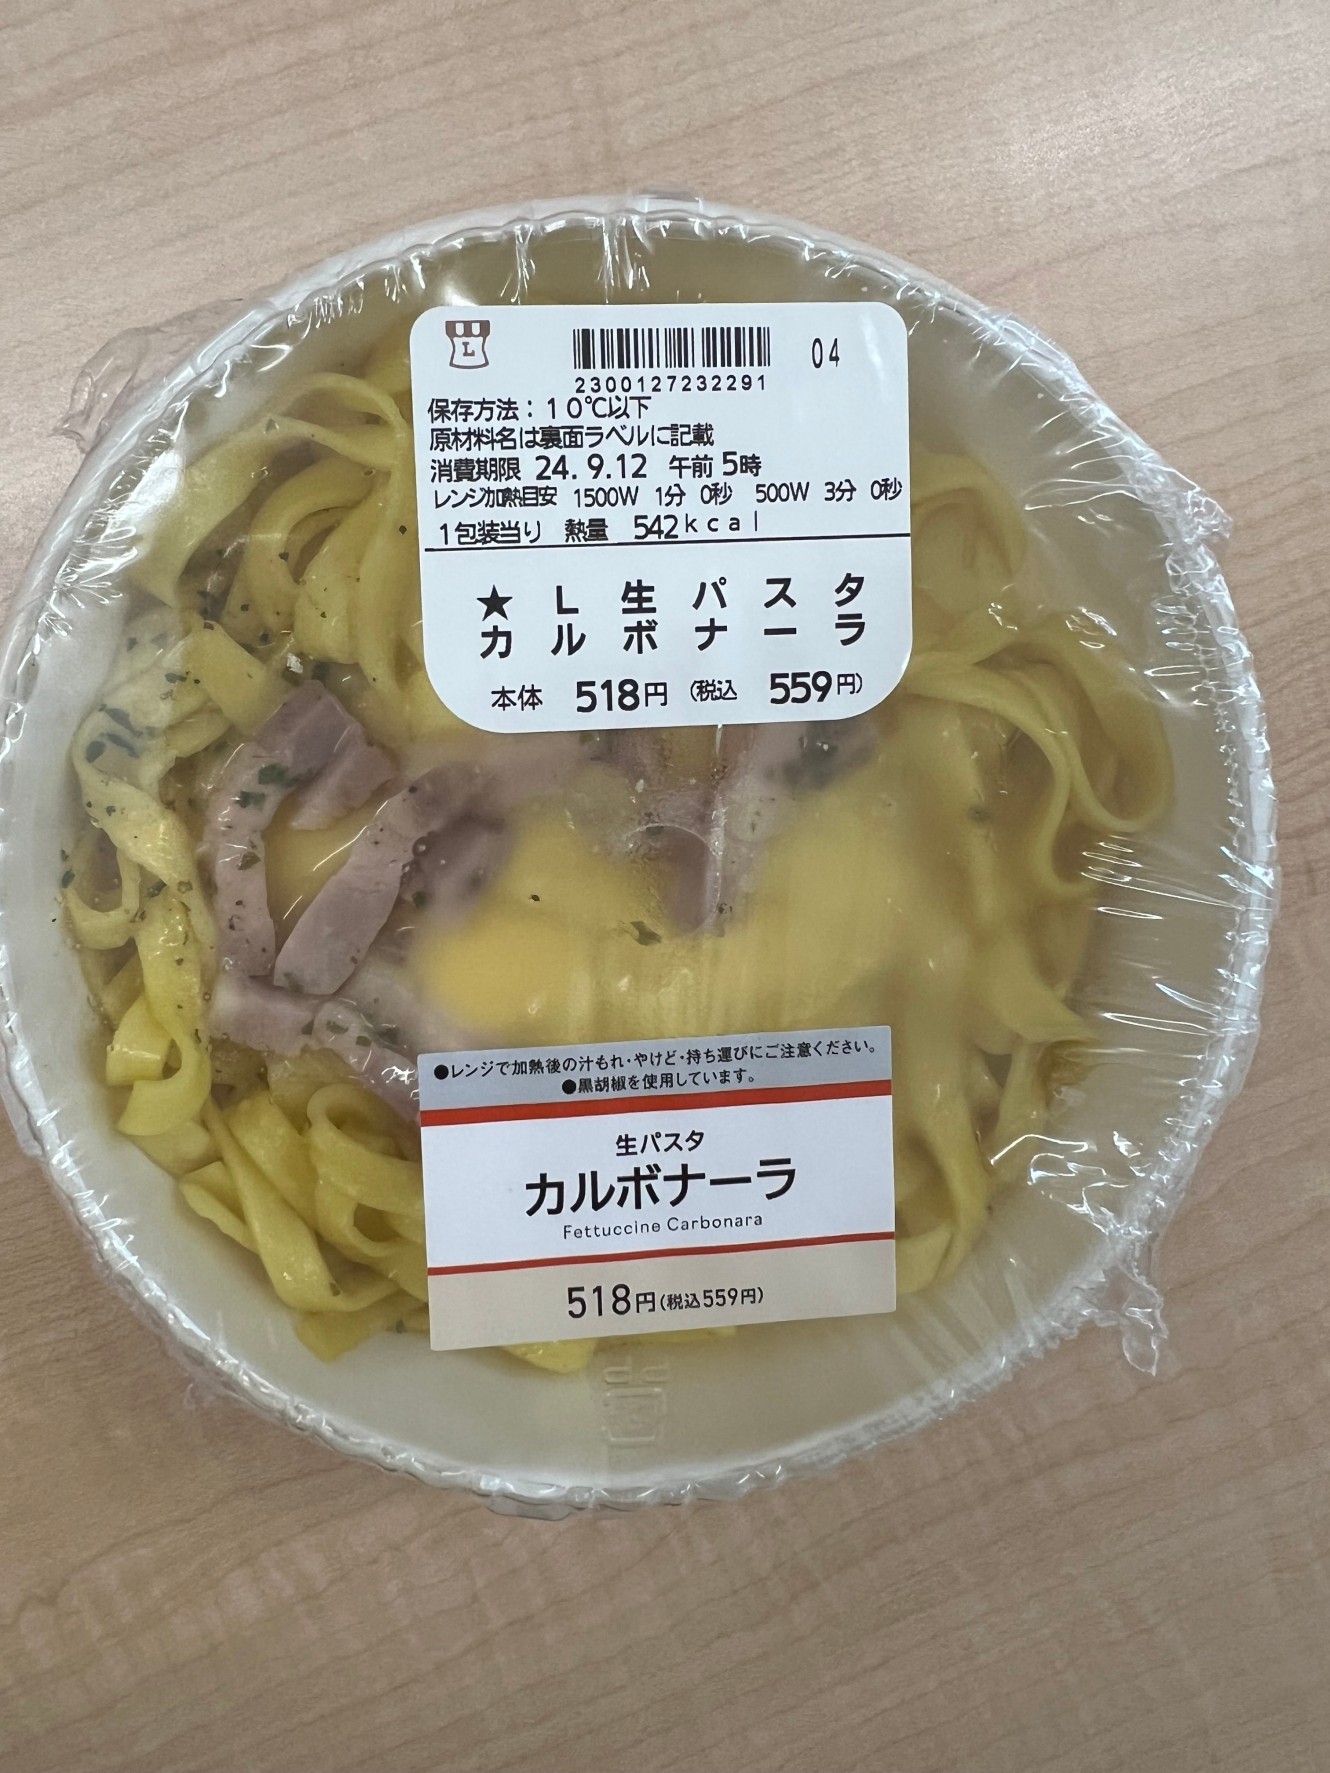 L
04
2300127232291
保存方法：10℃以下
原材料名は裏面ラベルに記載
消費期限 24.9.12 午前5時
レンジ加熱目安 1500W 1分 0秒 500W 3分 0秒
1包装当り 熱量 542kcal
★L生パスタ
カルボナーラ
本体 518円 (税込 559円)
●レンジで加熱後の汁もれ・やけど・持ち運びにご注意ください。
●黒胡椒を使用しています。
生パスタ
カルボナーラ
Fettuccine Carbonara
518円(税込559円)